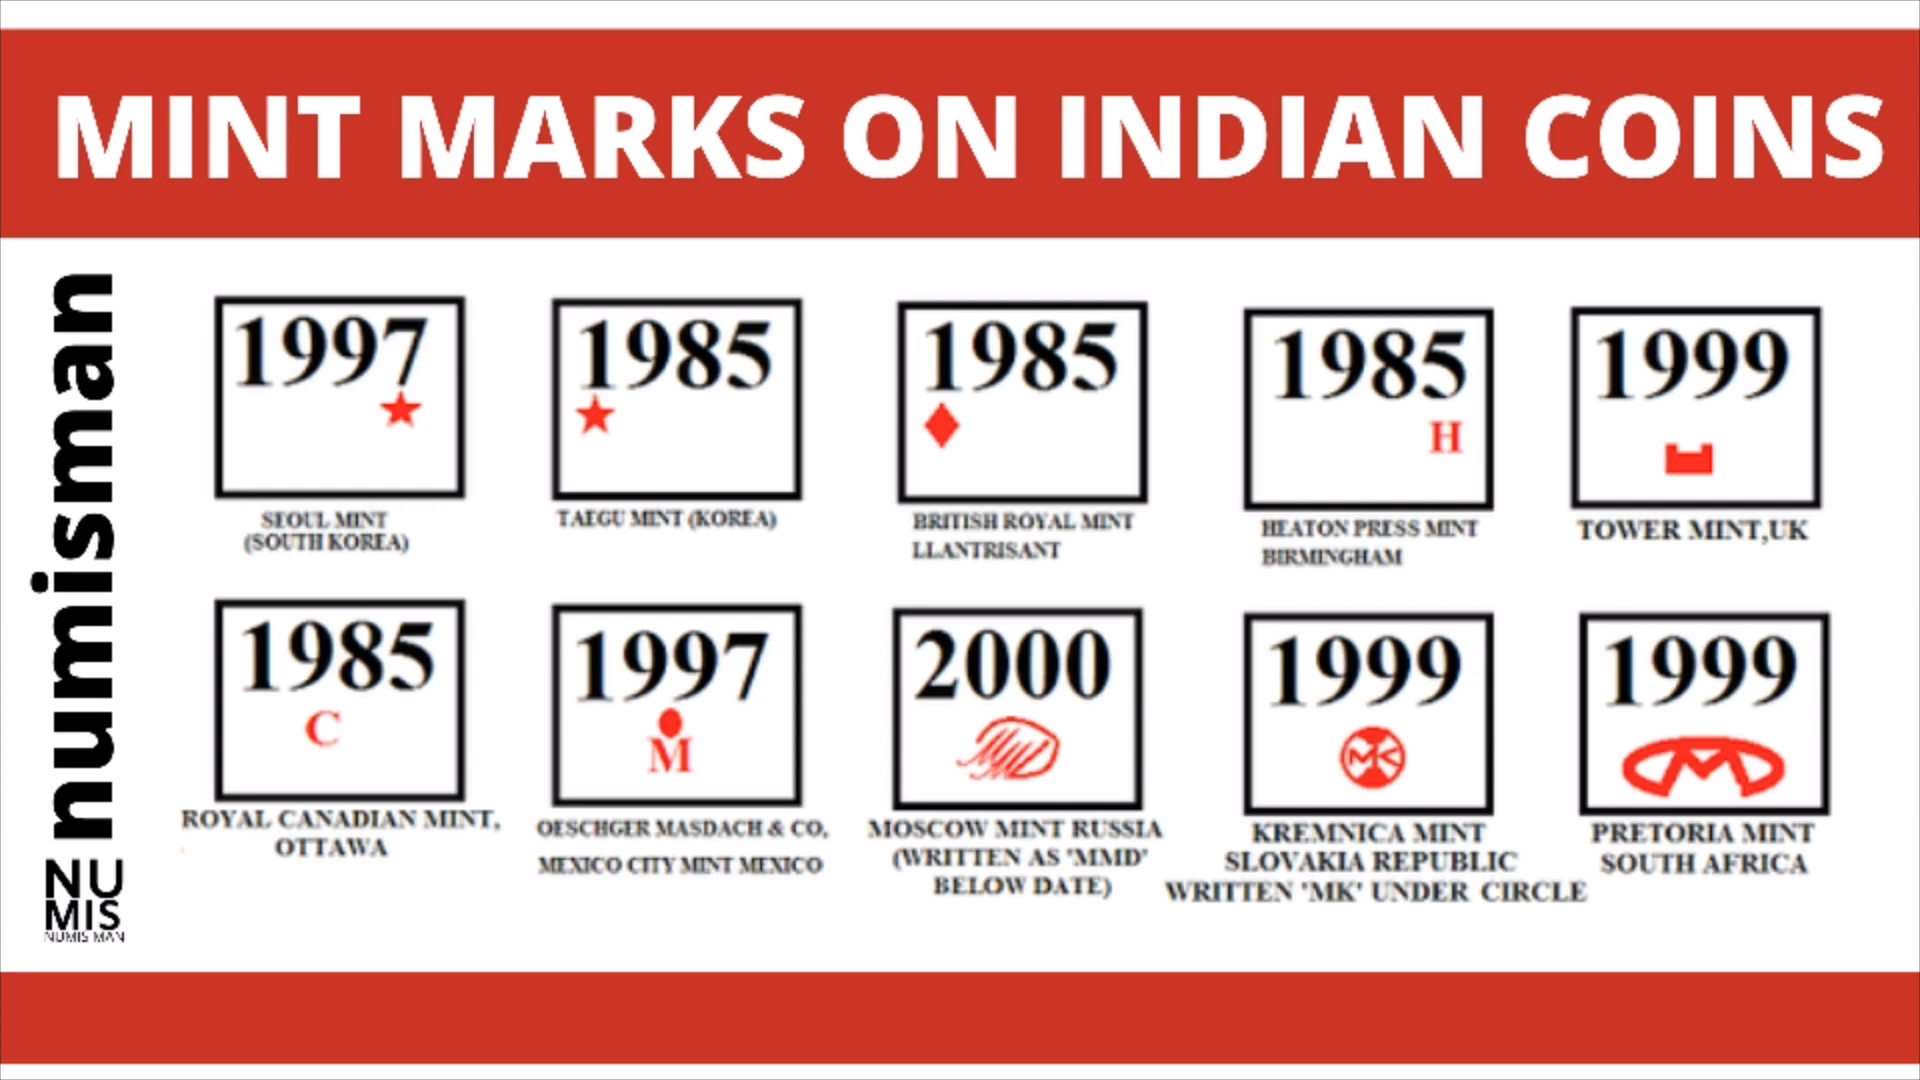 MINT MARKS ON INDIAN COINS
numisman
NU
MIS
NUMIS MAN
1997
SEOUL MINT
(SOUTH KOREA)
1985
TAEGU MINT (KOREA)
1985
BRITISH ROYAL MINT
LLANTRISANT
1985
H
HEATON PRESS MINT
BIRMINGHAM
1999
TOWER MINT,UK
1985
C
ROYAL CANADIAN MINT,
OTTAWA
1997
M
OESCHGER MASDACH & CO,
MEXICO CITY MINT MEXICO
2000
MOSCOW MINT RUSSIA
(WRITTEN AS 'MMD'
BELOW DATE)
1999
MK
KREMNICA MINT
SLOVAKIA REPUBLIC
WRITTEN 'MK' UNDER CIRCLE
1999
M
PRETORIA MINT
SOUTH AFRICA